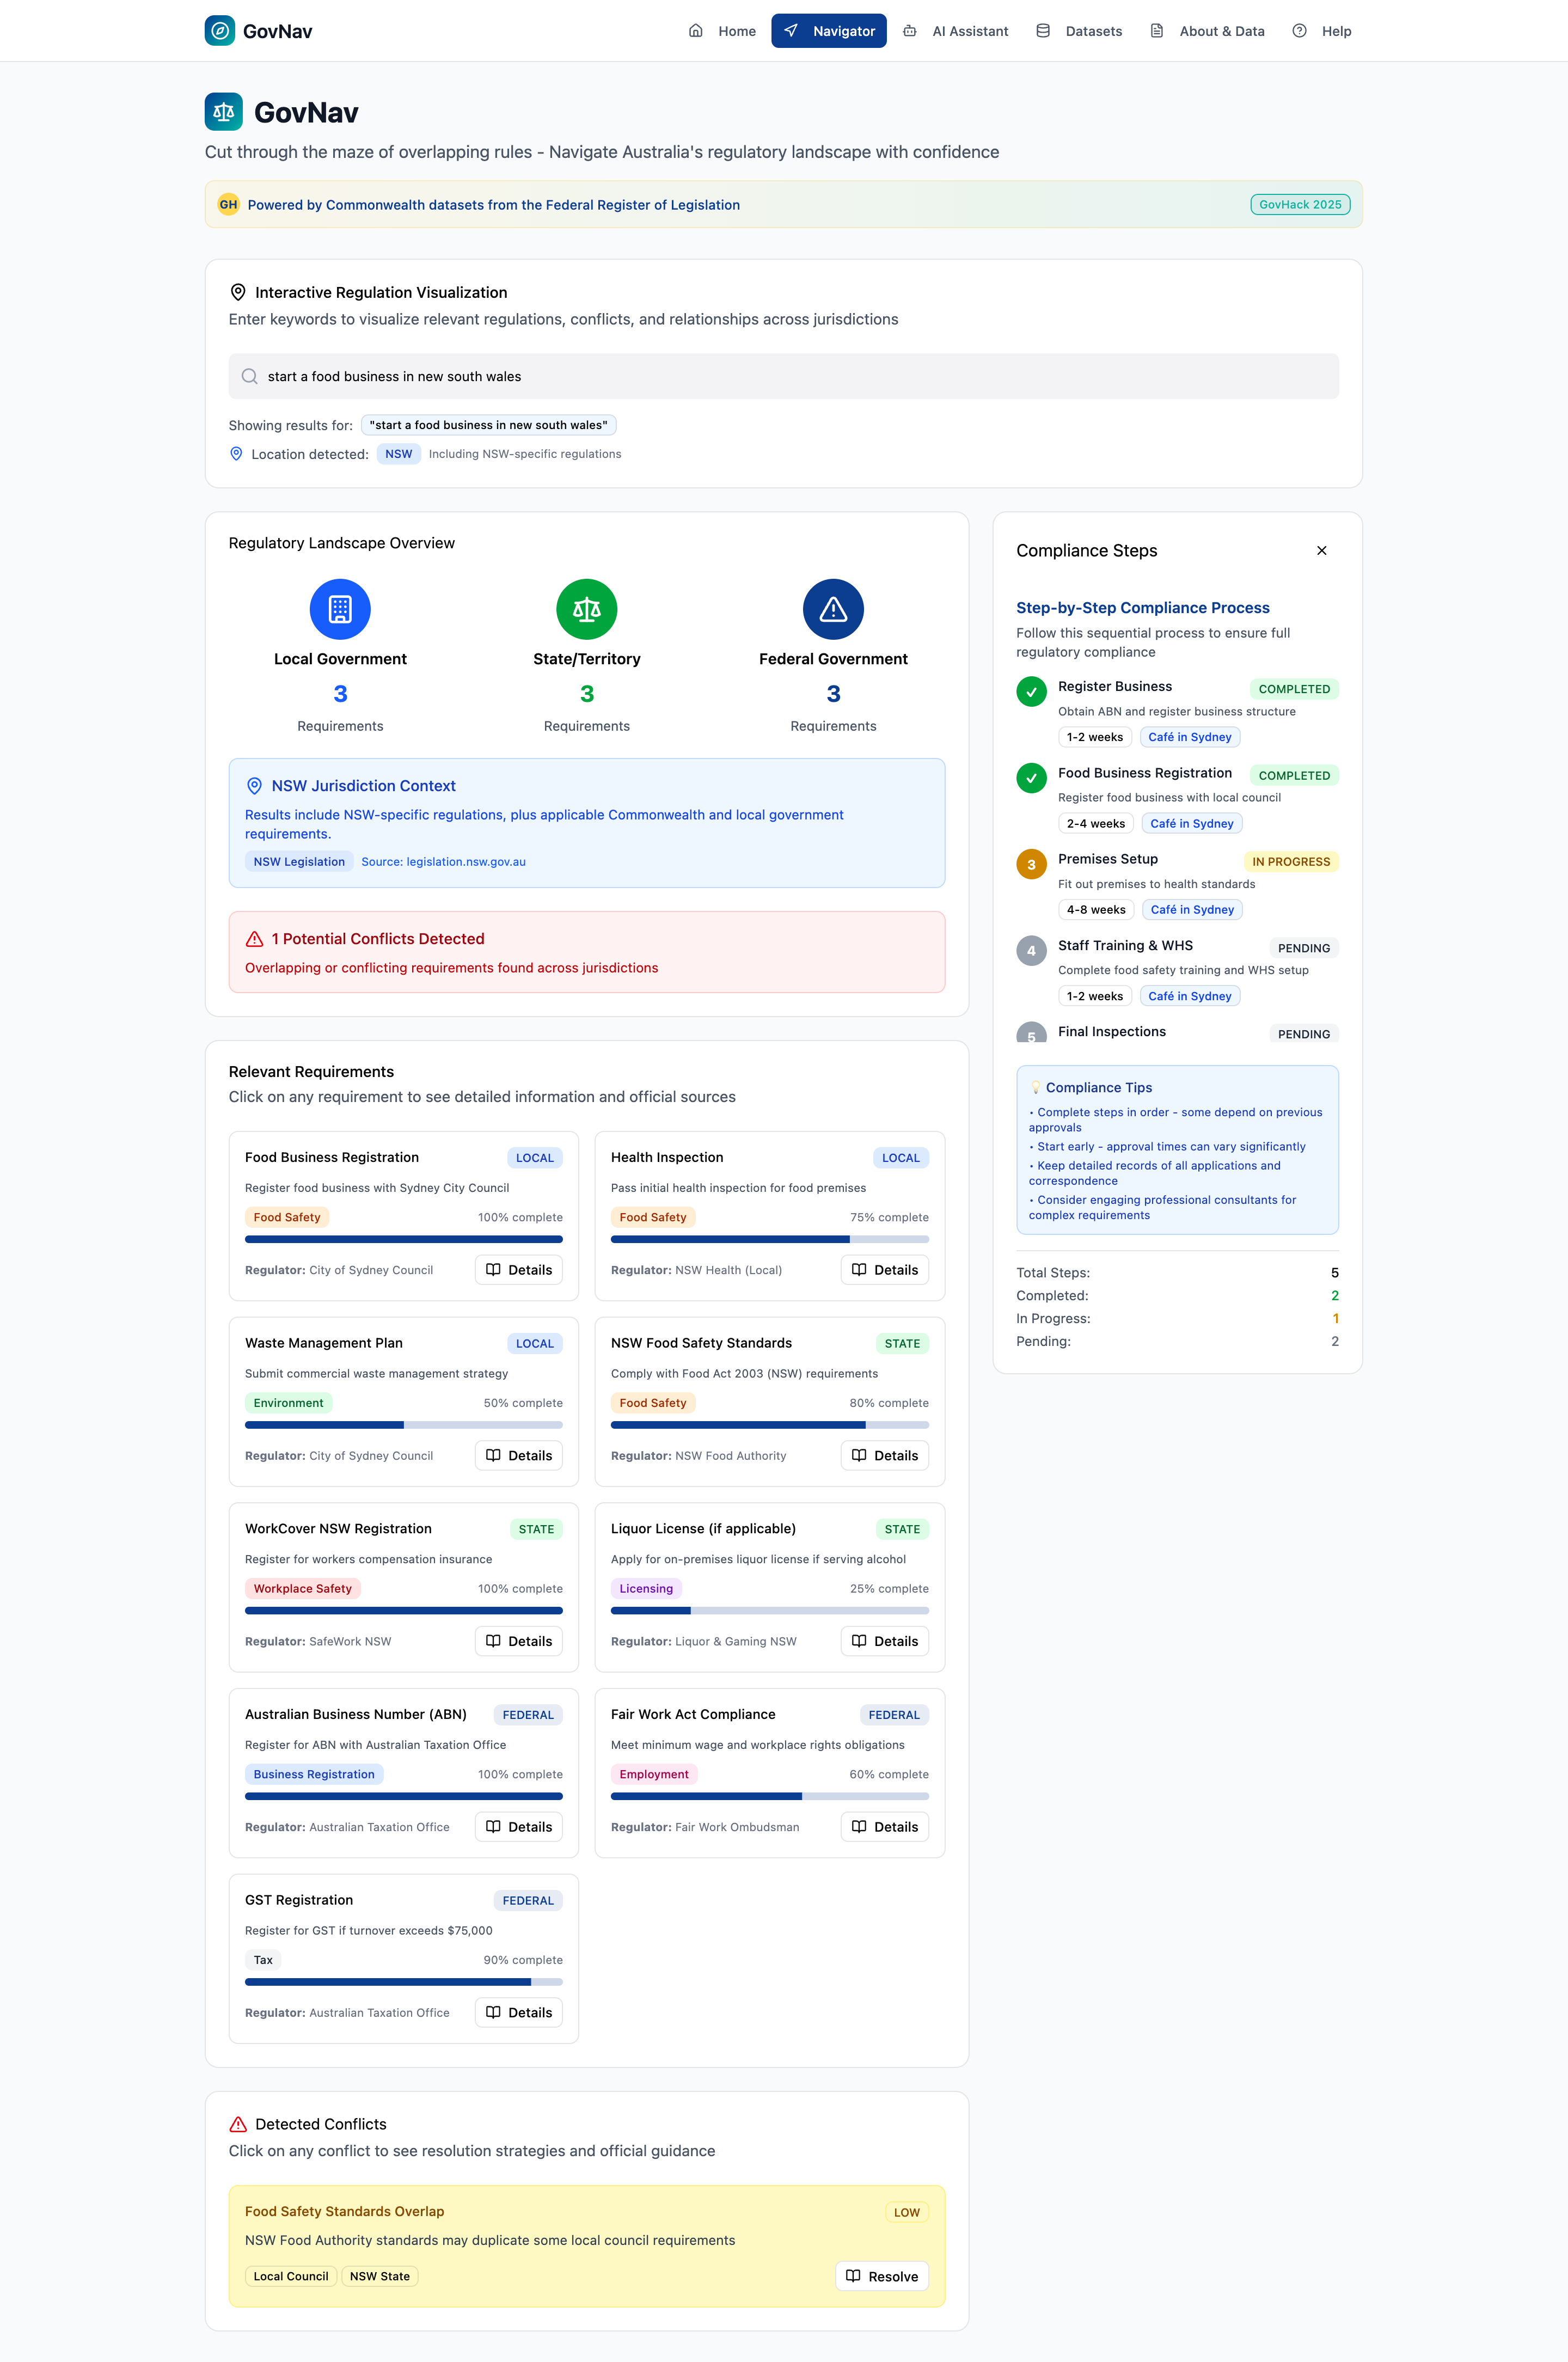 GovNav
Home
Navigator
AI Assistant
Datasets
About & Data
Help
GovNav
Cut through the maze of overlapping rules - Navigate Australia's regulatory landscape with confidence
GH Powered by Commonwealth datasets from the Federal Register of Legislation
GovHack 2025
Interactive Regulation Visualization
Enter keywords to visualize relevant regulations, conflicts, and relationships across jurisdictions
start a food business in new south wales
Showing results for: "start a food business in new south wales"
Location detected: NSW Including NSW-specific regulations
Regulatory Landscape Overview
Local Government
3
Requirements
State/Territory
3
Requirements
Federal Government
3
Requirements
NSW Jurisdiction Context
Results include NSW-specific regulations, plus applicable Commonwealth and local government
requirements.
NSW Legislation Source: legislation.nsw.gov.au
1 Potential Conflicts Detected
Overlapping or conflicting requirements found across jurisdictions
Relevant Requirements
Click on any requirement to see detailed information and official sources
Food Business Registration LOCAL
Register food business with Sydney City Council
Food Safety 100% complete
Regulator: City of Sydney Council Details
Health Inspection LOCAL
Pass initial health inspection for food premises
Food Safety 75% complete
Regulator: NSW Health (Local) Details
Waste Management Plan LOCAL
Submit commercial waste management strategy
Environment 50% complete
Regulator: City of Sydney Council Details
NSW Food Safety Standards STATE
Comply with Food Act 2003 (NSW) requirements
Food Safety 80% complete
Regulator: NSW Food Authority Details
WorkCover NSW Registration STATE
Register for workers compensation insurance
Workplace Safety 100% complete
Regulator: SafeWork NSW Details
Liquor License (if applicable) STATE
Apply for on-premises liquor license if serving alcohol
Licensing 25% complete
Regulator: Liquor & Gaming NSW Details
Australian Business Number (ABN) FEDERAL
Register for ABN with Australian Taxation Office
Business Registration 100% complete
Regulator: Australian Taxation Office Details
Fair Work Act Compliance FEDERAL
Meet minimum wage and workplace rights obligations
Employment 60% complete
Regulator: Fair Work Ombudsman Details
GST Registration FEDERAL
Register for GST if turnover exceeds $75,000
Tax 90% complete
Regulator: Australian Taxation Office Details
Detected Conflicts
Click on any conflict to see resolution strategies and official guidance
Food Safety Standards Overlap LOW
NSW Food Authority standards may duplicate some local council requirements
Local Council NSW State Resolve
Compliance Steps
Step-by-Step Compliance Process
Follow this sequential process to ensure full
regulatory compliance
Register Business COMPLETED
Obtain ABN and register business structure
1-2 weeks Café in Sydney
Food Business Registration COMPLETED
Register food business with local council
2-4 weeks Café in Sydney
3 Premises Setup IN PROGRESS
Fit out premises to health standards
4-8 weeks Café in Sydney
4 Staff Training & WHS PENDING
Complete food safety training and WHS setup
1-2 weeks Café in Sydney
5 Final Inspections PENDING
Compliance Tips
• Complete steps in order - some depend on previous
approvals
• Start early - approval times can vary significantly
• Keep detailed records of all applications and
correspondence
• Consider engaging professional consultants for
complex requirements
Total Steps: 5
Completed: 2
In Progress: 1
Pending: 2